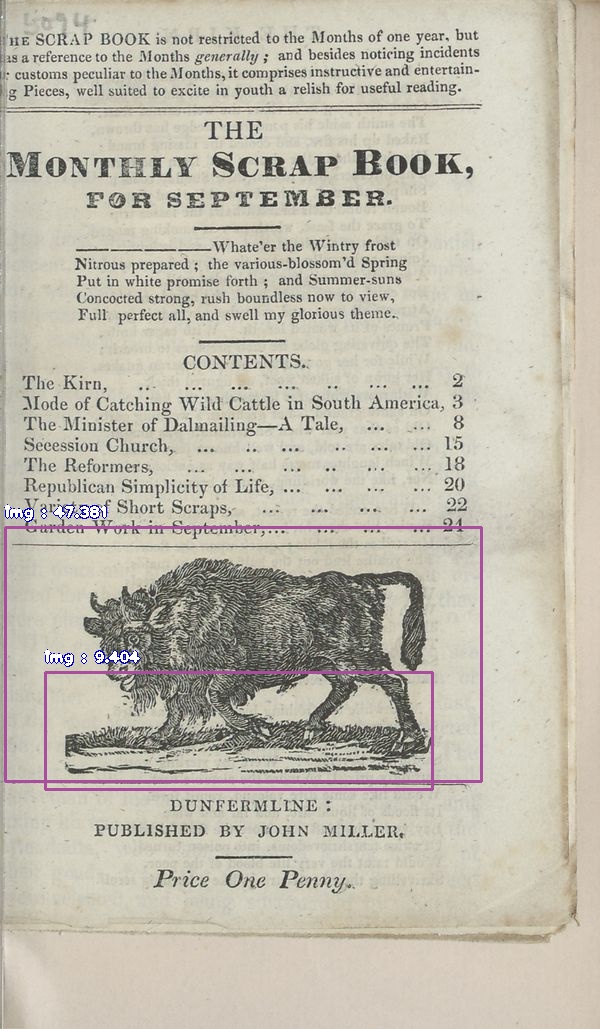 HE SCRAP BOOK is not restricted to the Months of one year, but
as a reference to the Months generally ; and besides noticing incidents
r customs peculiar to the Months, it comprises instructive and entertain-
g Pieces, well suited to excite in youth a relish for useful reading.
THE
MONTHLY SCRAP BOOK,
FOR SEPTEMBER.
————Whate'er the Wintry frost
Nitrous prepared ; the various-blossom'd Spring
Put in white promise forth ; and Summer-suns
Concocted strong, rush boundless now to view,
Full perfect all, and swell my glorious theme.
CONTENTS.
The Kirn, .. ... ... ... .. ... ... 2
Mode of Catching Wild Cattle in South America, 3
The Minister of Dalmailing—A Tale, ... ... 8
Secession Church, ... .. ... ... ... ... 15
The Reformers, ... ... ... .. ... ... 18
Republican Simplicity of Life, ... ... ... ... 20
Variety of Short Scraps, ... ... ... ... 22
img : 47.381
Garden Work in September,... ... ... ... 24
img : 9.404
DUNFERMLINE :
PUBLISHED BY JOHN MILLER.
Price One Penny.